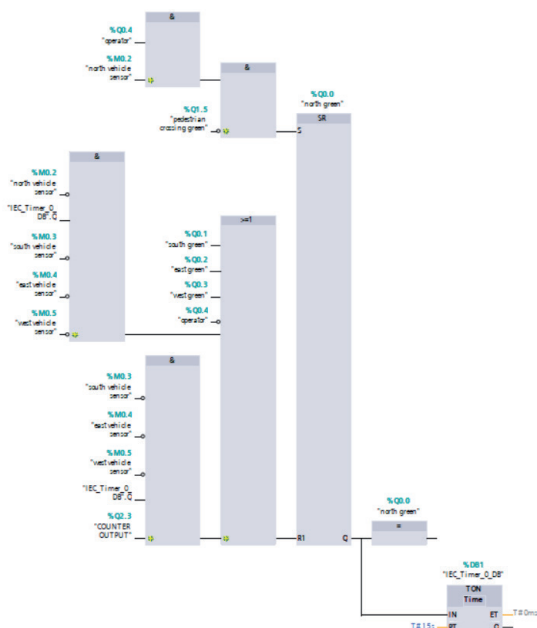 &
%Q0.4
"operator"
%M0.2
"north vehicle
sensor"
&
%Q1.5
"pedestrian
crossing green"
%Q0.0
"north green"
SR
S
&
%M0.2
"north vehicle
sensor"
"IEC_Timer_0_
DB".Q
%M0.3
"south vehicle
sensor"
%M0.4
"east vehicle
sensor"
%M0.5
"west vehicle
sensor"
>=1
%Q0.1
"south green"
%Q0.2
"east green"
%Q0.3
"west green"
%Q0.4
"operator"
&
%M0.3
"south vehicle
sensor"
%M0.4
"east vehicle
sensor"
%M0.5
"west vehicle
sensor"
"IEC_Timer_0_
DB".Q
%Q2.3
"COUNTER
OUTPUT"
R1 Q
%Q0.0
"north green"
=
%DB1
"IEC_Timer_0_DB"
TON
Time
IN ET T#0ms
T#15s PT Q